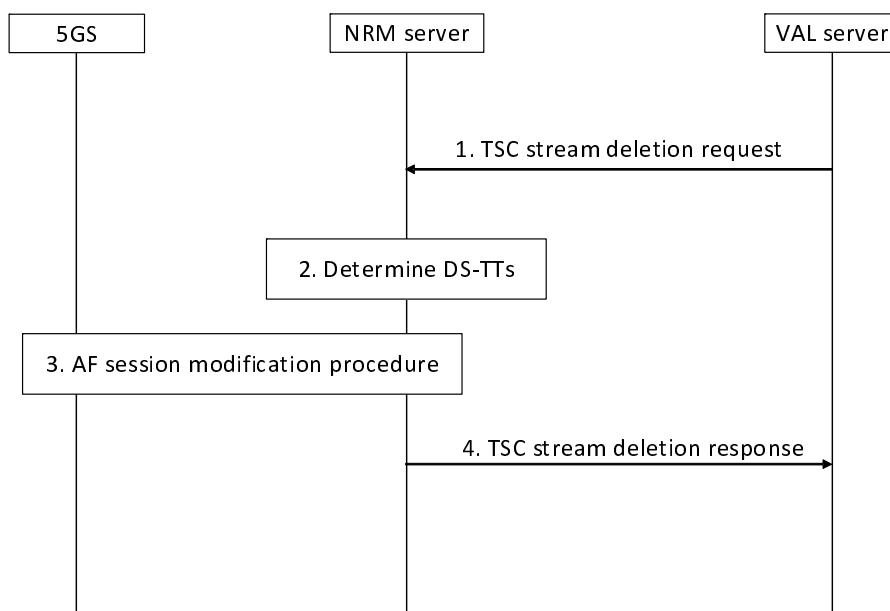 5GS
NRM server
VAL server
1. TSC stream deletion request
2. Determine DS-TTs
3. AF session modification procedure
4. TSC stream deletion response